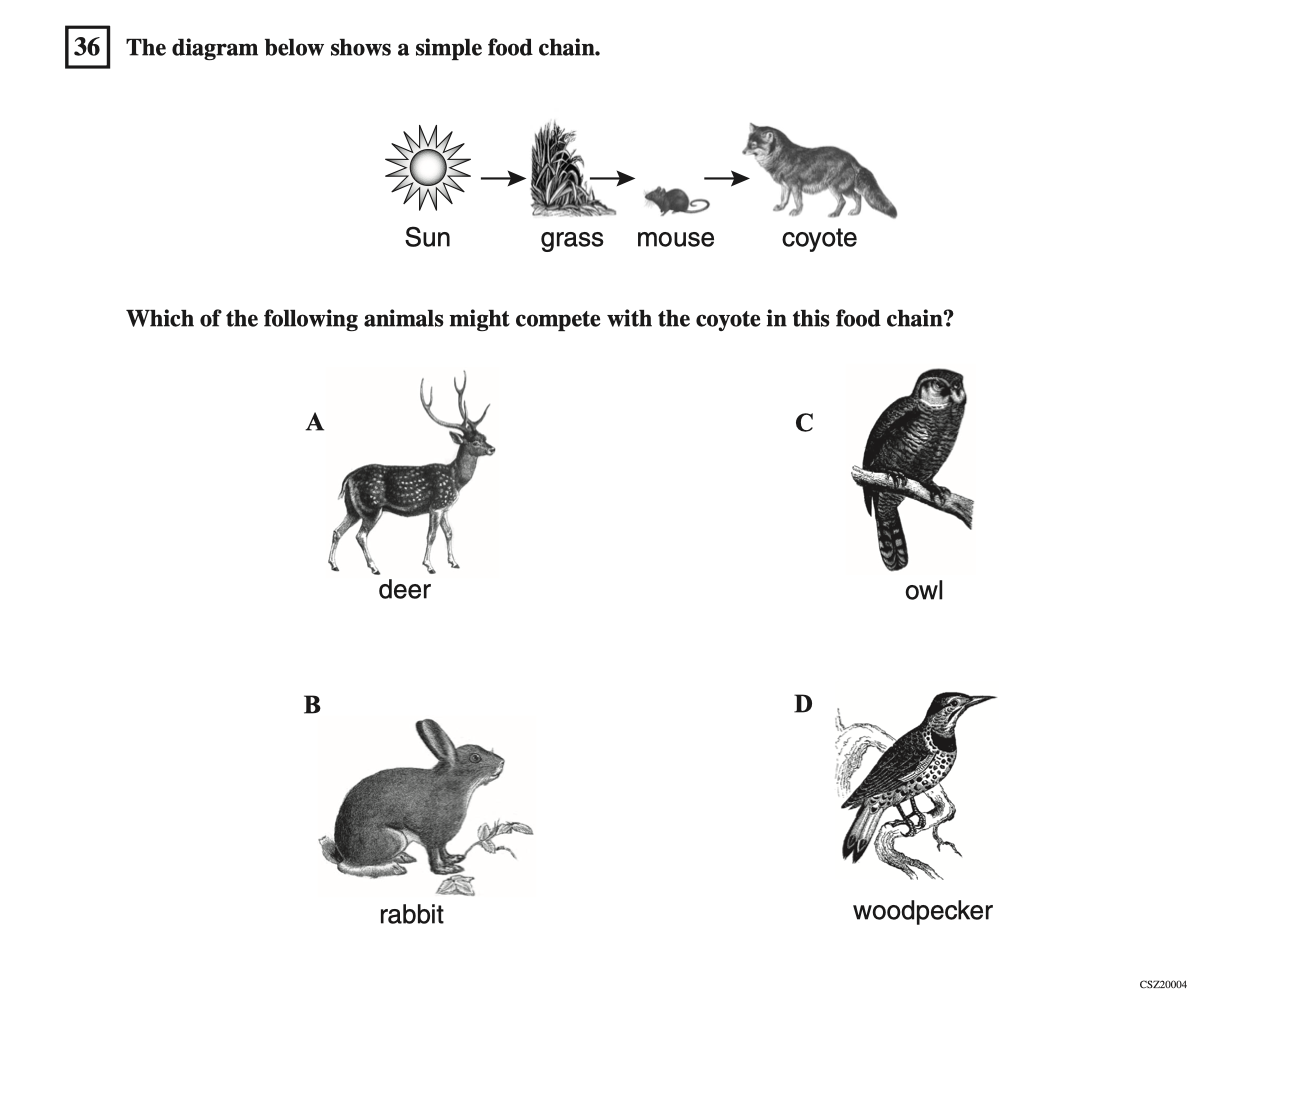 36 The diagram below shows a simple food chain.
Sun grass mouse coyote
Which of the following animals might compete with the coyote in this food chain?
A
deer
C
owl
B
rabbit
D
woodpecker
CSZ20004